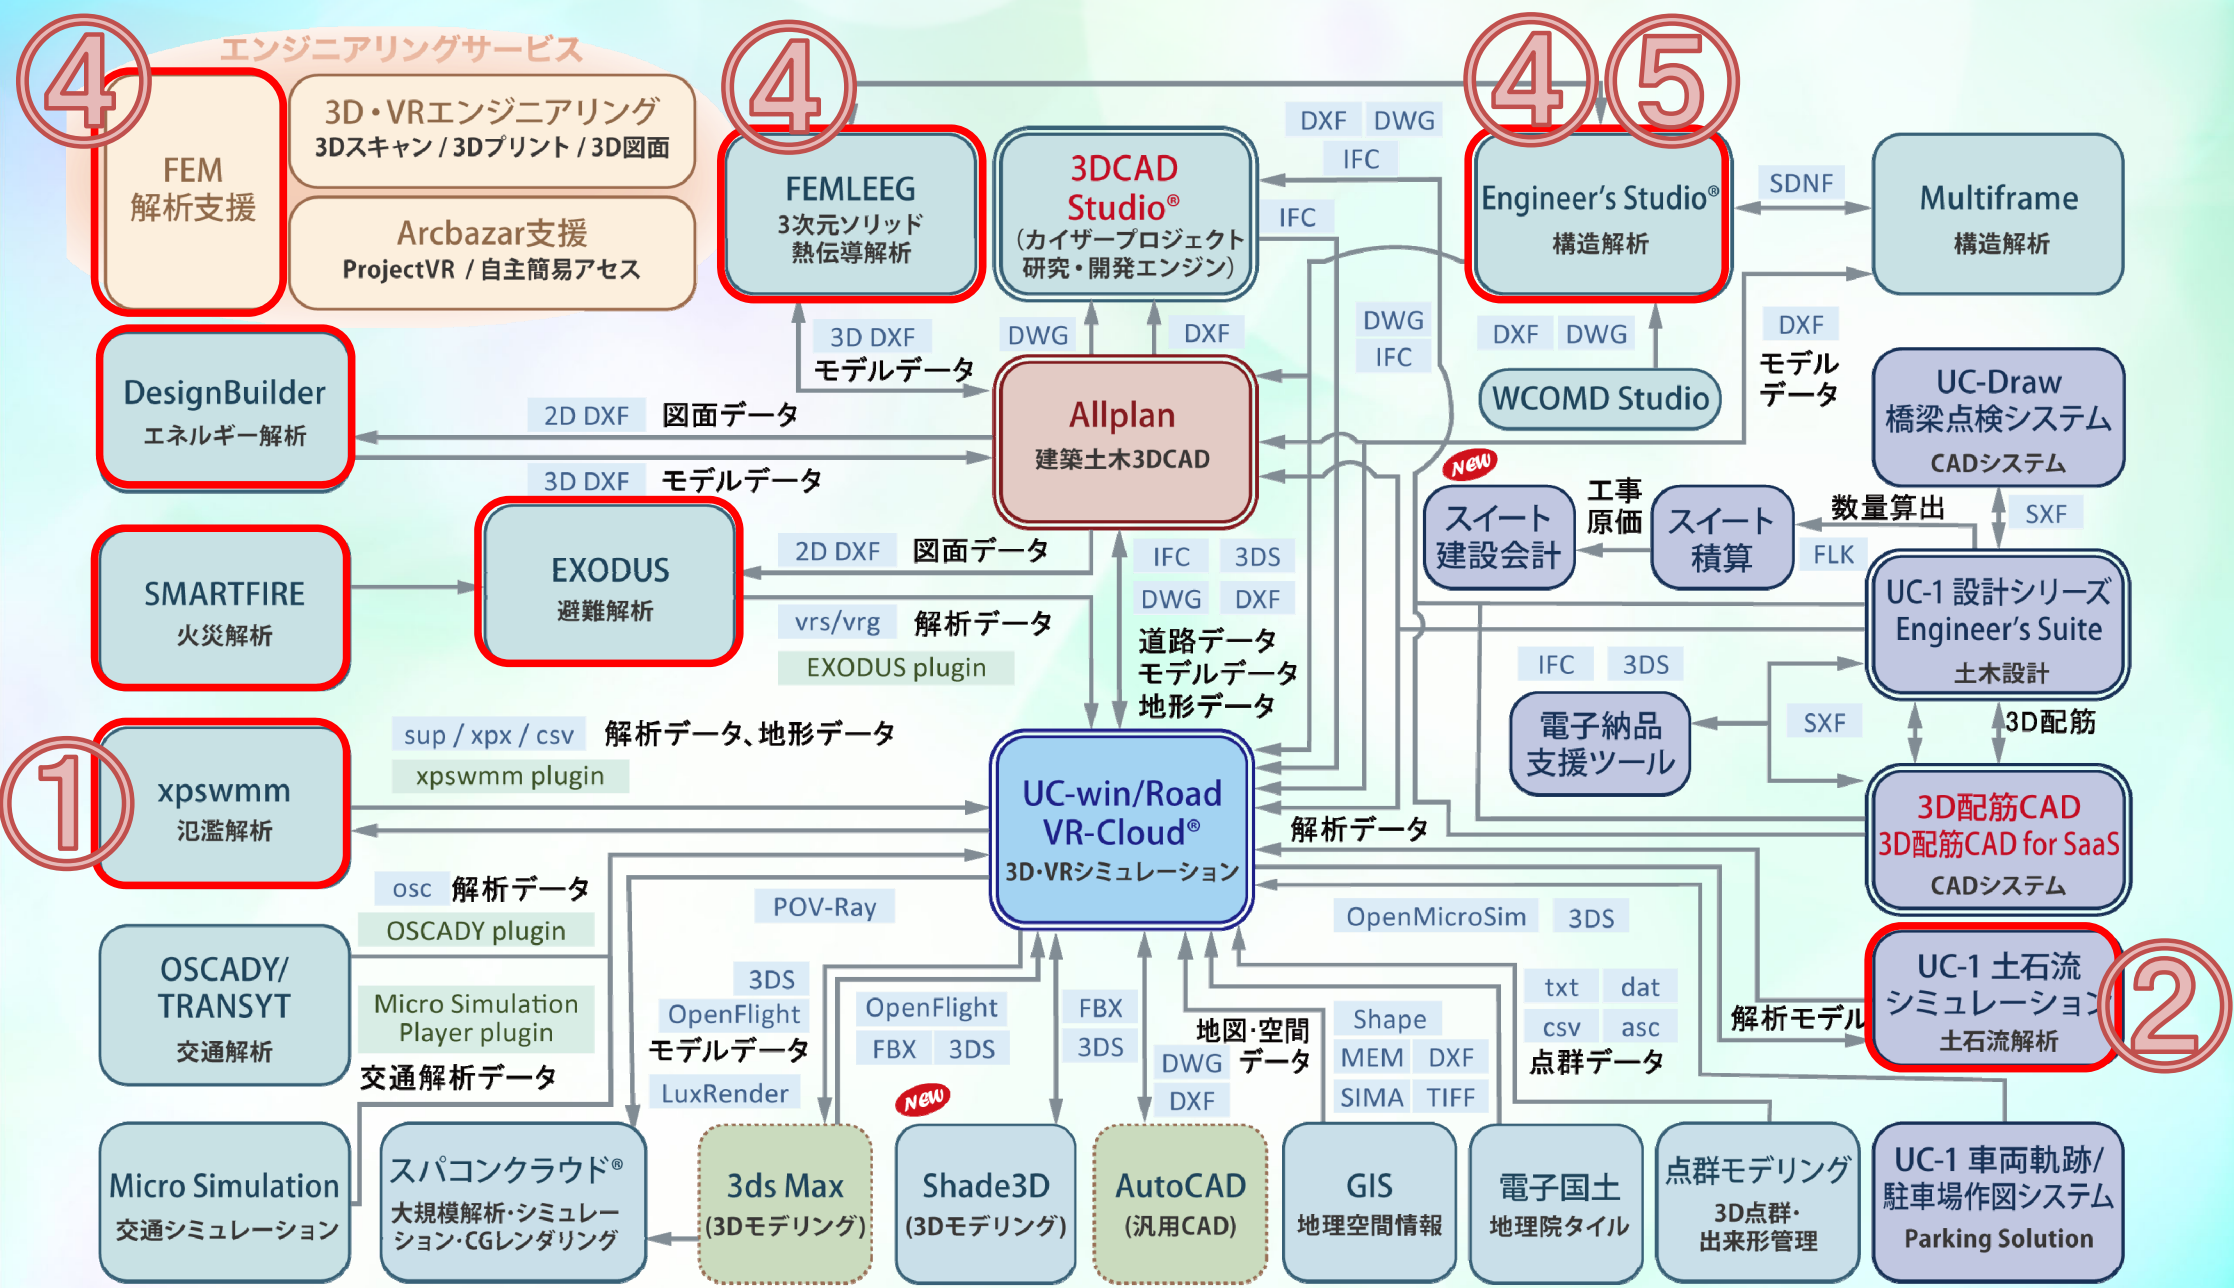 ④
エンジニアリングサービス
FEM
解析支援
3D・VRエンジニアリング
3Dスキャン / 3Dプリント / 3D図面
Arcbazar支援
ProjectVR / 自主簡易アセス
④
FEMLEEG
3次元ソリッド
熱伝導解析
3DCAD
Studio®
(カイザープロジェクト
研究・開発エンジン)
DXF DWG
IFC
IFC
④ ⑤
Engineer's Studio®
構造解析
SDNF
Multiframe
構造解析
3D DXF
モデルデータ
DWG
DXF
DWG
IFC
DXF DWG
WCOMD Studio
DXF
モデル
データ
DesignBuilder
エネルギー解析
2D DXF 図面データ
3D DXF モデルデータ
Allplan
建築土木3DCAD
UC-Draw
橋梁点検システム
CADシステム
NEW
スイート
建設会計
工事
原価
スイート
積算
数量算出
FLK
SXF
SMARTFIRE
火災解析
EXODUS
避難解析
2D DXF 図面データ
vrs/vrg 解析データ
EXODUS plugin
IFC 3DS
DWG DXF
道路データ
モデルデータ
地形データ
UC-1 設計シリーズ
Engineer's Suite
土木設計
IFC 3DS
電子納品
支援ツール
SXF
3D配筋
①
xpswmm
氾濫解析
sup / xpx / csv 解析データ、地形データ
xpswmm plugin
UC-win/Road
VR-Cloud®
3D・VRシミュレーション
解析データ
3D配筋CAD
3D配筋CAD for SaaS
CADシステム
osc 解析データ
OSCADY plugin
POV-Ray
OpenMicroSim 3DS
OSCADY/
TRANSYT
交通解析
Micro Simulation
Player plugin
交通解析データ
3DS
OpenFlight
モデルデータ
LuxRender
OpenFlight
FBX 3DS
FBX
3DS
地図・空間
データ
DWG
DXF
Shape
MEM DXF
SIMA TIFF
txt dat
csv asc
点群データ
解析モデル
UC-1 土石流
シミュレーション
土石流解析
②
NEW
Micro Simulation
交通シミュレーション
スパコンクラウド®
大規模解析・シミュレー
ション・CGレンダリング
3ds Max
(3Dモデリング)
Shade3D
(3Dモデリング)
AutoCAD
(汎用CAD)
GIS
地理空間情報
電子国土
地理院タイル
点群モデリング
3D点群・
出来形管理
UC-1 車両軌跡/
駐車場作図システム
Parking Solution